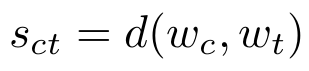 s_{ct} = d(w_c, w_t)